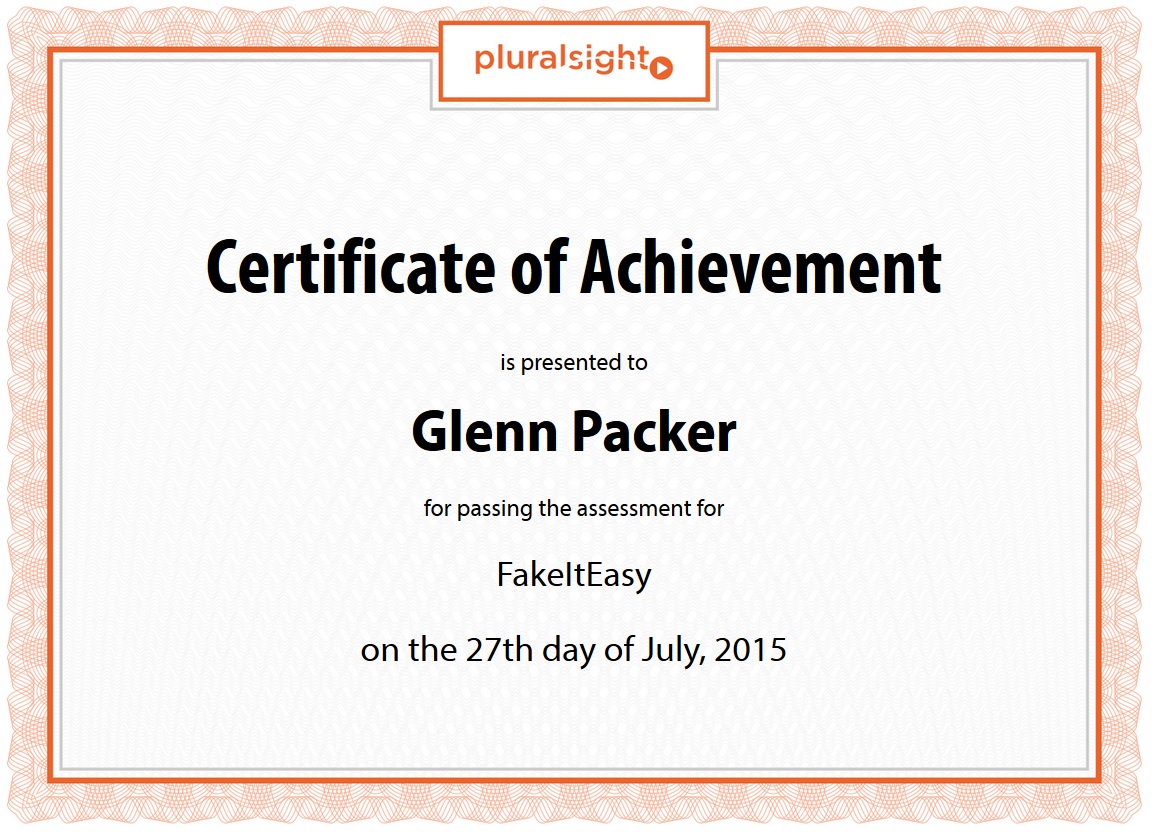 pluralsight
Certificate of Achievement
is presented to
Glenn Packer
for passing the assessment for
FakeItEasy
on the 27th day of July, 2015